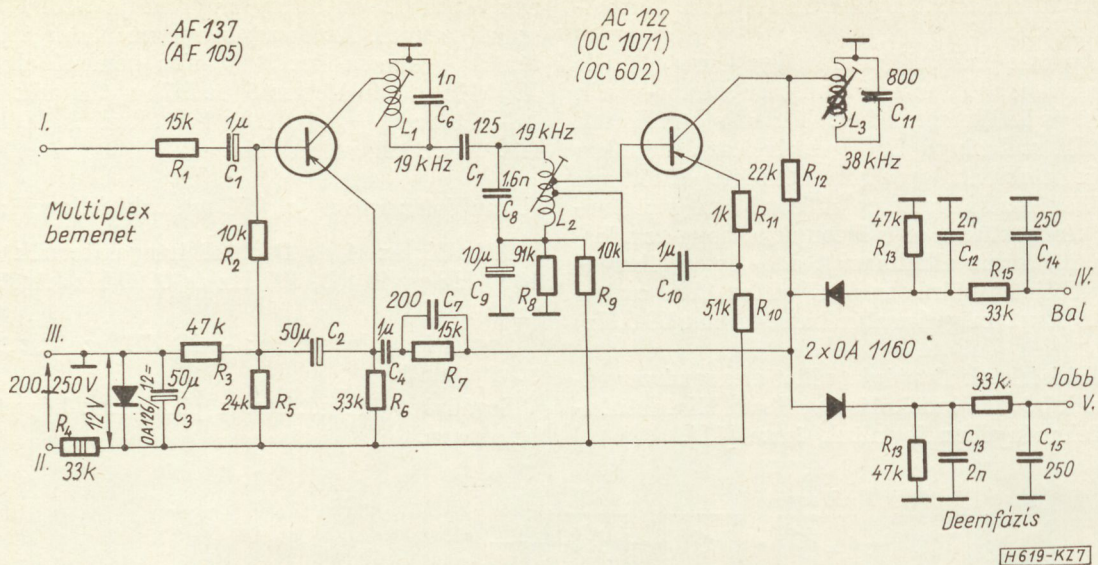 AF 137
(AF 105)
AC 122
(OC 1071)
(OC 602)
I.
15k
R1
1µ
C1
1n
C6
L1
19 kHz
125
C7
19 kHz
1,6n
C8
L2
800
C11
L3
38 kHz
22k
R12
1k
R11
Multiplex
bemenet
10k
R2
10µ
C9
91k
R8
10k
R9
1µ
C10
5,1k
R10
47k
R13
2n
C12
250
C14
R15
33k
IV.
Bal
III.
47k
R3
50µ
C2
1µ
C4
200
C7
15k
R7
2x0A 1160
200...250 V
12 V
0A126/12=
50µ
C3
24k
R5
3,3k
R6
R4
33k
II.
33k
Jobb
V.
R13
47k
C13
2n
C15
250
Deemfázis
H619-KZ7